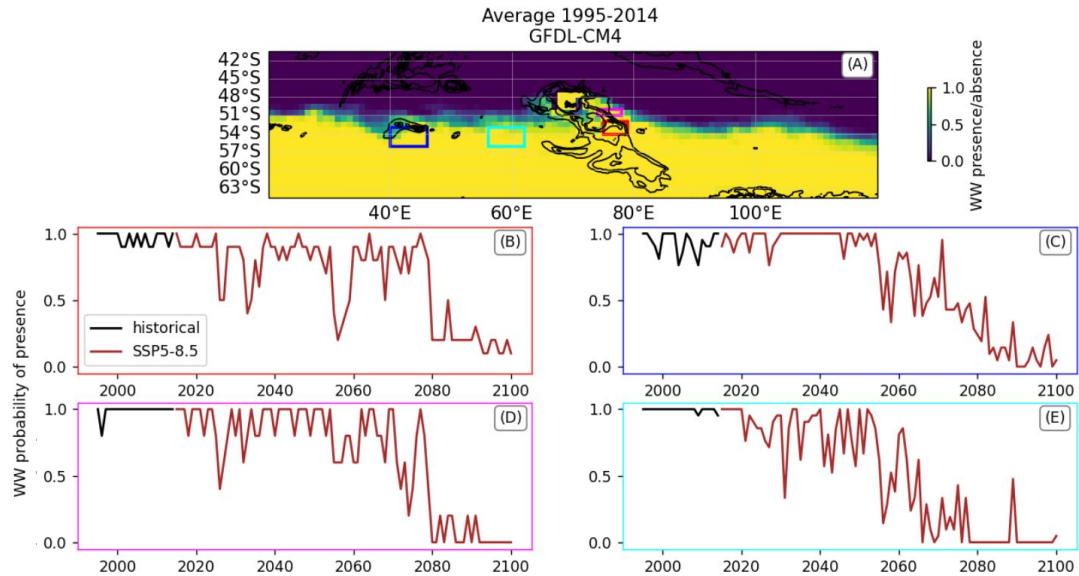 Average 1995-2014
GFDL-CM4
(A)
42°S
45°S
48°S
51°S
54°S
57°S
60°S
63°S
40°E 60°E 80°E 100°E
1.0
0.5
0.0
WW presence/absence
WW probability of presence
(B)
1.0
0.5
0.0
historical
SSP5-8.5
2000 2020 2040 2060 2080 2100
(C)
1.0
0.5
0.0
2000 2020 2040 2060 2080 2100
(D)
1.0
0.5
0.0
2000 2020 2040 2060 2080 2100
(E)
1.0
0.5
0.0
2000 2020 2040 2060 2080 2100